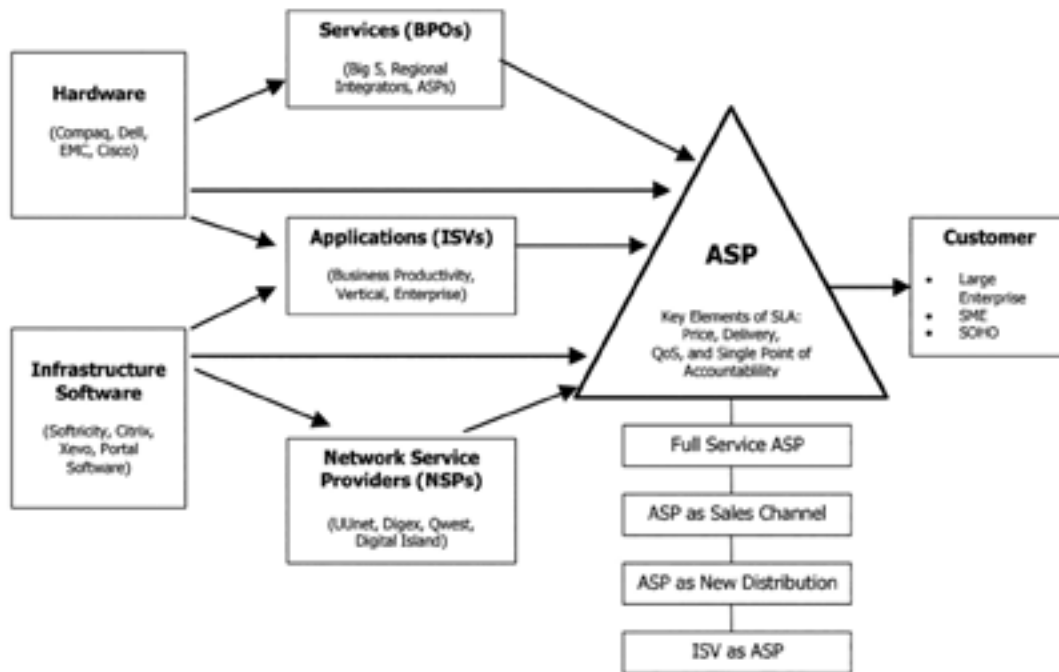 Hardware
(Compaq, Dell,
EMC, Cisco)
Infrastructure
Software
(Softricity, Citrix,
Xevo, Portal
Software)
Services (BPOs)
(Big 5, Regional
Integrators, ASPs)
Applications (ISVs)
(Business Productivity,
Vertical, Enterprise)
Network Service
Providers (NSPs)
(UUnet, Digex, Qwest,
Digital Island)
ASP
Key Elements of SLA:
Price, Delivery,
QoS, and Single Point of
Accountablility
Full Service ASP
ASP as Sales Channel
ASP as New Distribution
ISV as ASP
Customer
• Large
Enterprise
• SME
• SOHO